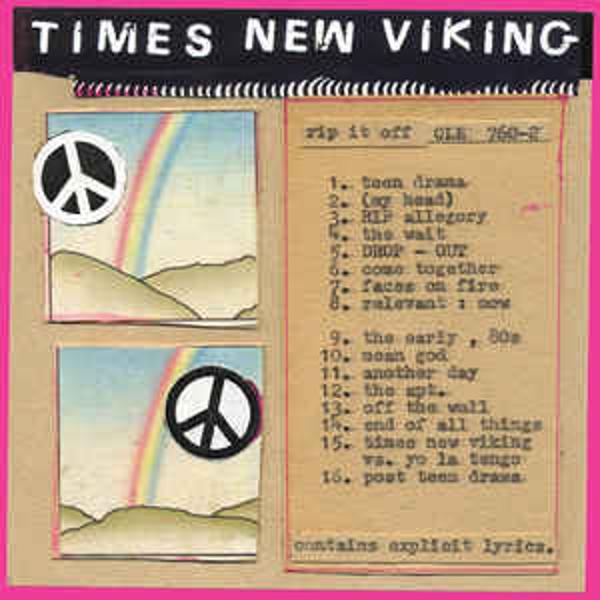 TIMES NEW VIKING
rip it off OLE 760-2
1. teen drama
2. (my head)
3. RIP allegory
4. the wait
5. DROP - OUT
6. come together
7. faces on fire
8. relevant : now
9. the early , 80s
10. mean god
11. another day
12. the apt.
13. off the wall
14. end of all things
15. times new viking
vs. yo la tengo
16. post teen drama
contains explicit lyrics.